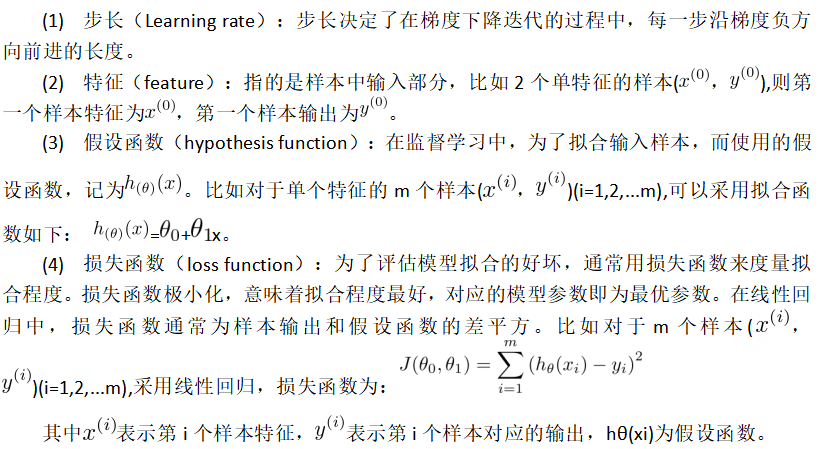 (1) 步长（Learning rate）：步长决定了在梯度下降迭代的过程中，每一步沿梯度负方
向前进的长度。
(2) 特征（feature）：指的是样本中输入部分，比如 2 个单特征的样本(x^{(0)}，y^{(0)}),则第
一个样本特征为x^{(0)}，第一个样本输出为y^{(0)}。
(3) 假设函数（hypothesis function）：在监督学习中，为了拟合输入样本，而使用的假
设函数，记为h_{(θ)}(x)。比如对于单个特征的 m 个样本(x^{(i)}，y^{(i)})(i=1,2,...m),可以采用拟合函
数如下： h_{(θ)}(x)=θ_0+θ_1x。
(4) 损失函数（loss function）：为了评估模型拟合的好坏，通常用损失函数来度量拟
合程度。损失函数极小化，意味着拟合程度最好，对应的模型参数即为最优参数。在线性回
归中，损失函数通常为样本输出和假设函数的差平方。比如对于 m 个样本(x^{(i)}，
y^{(i)})(i=1,2,...m),采用线性回归，损失函数为：J(θ_0, θ_1) = \sum_{i=1}^{m} (h_θ(x_i) − y_i)^2
其中x^{(i)}表示第 i 个样本特征，y^{(i)}表示第 i 个样本对应的输出，hθ(xi)为假设函数。